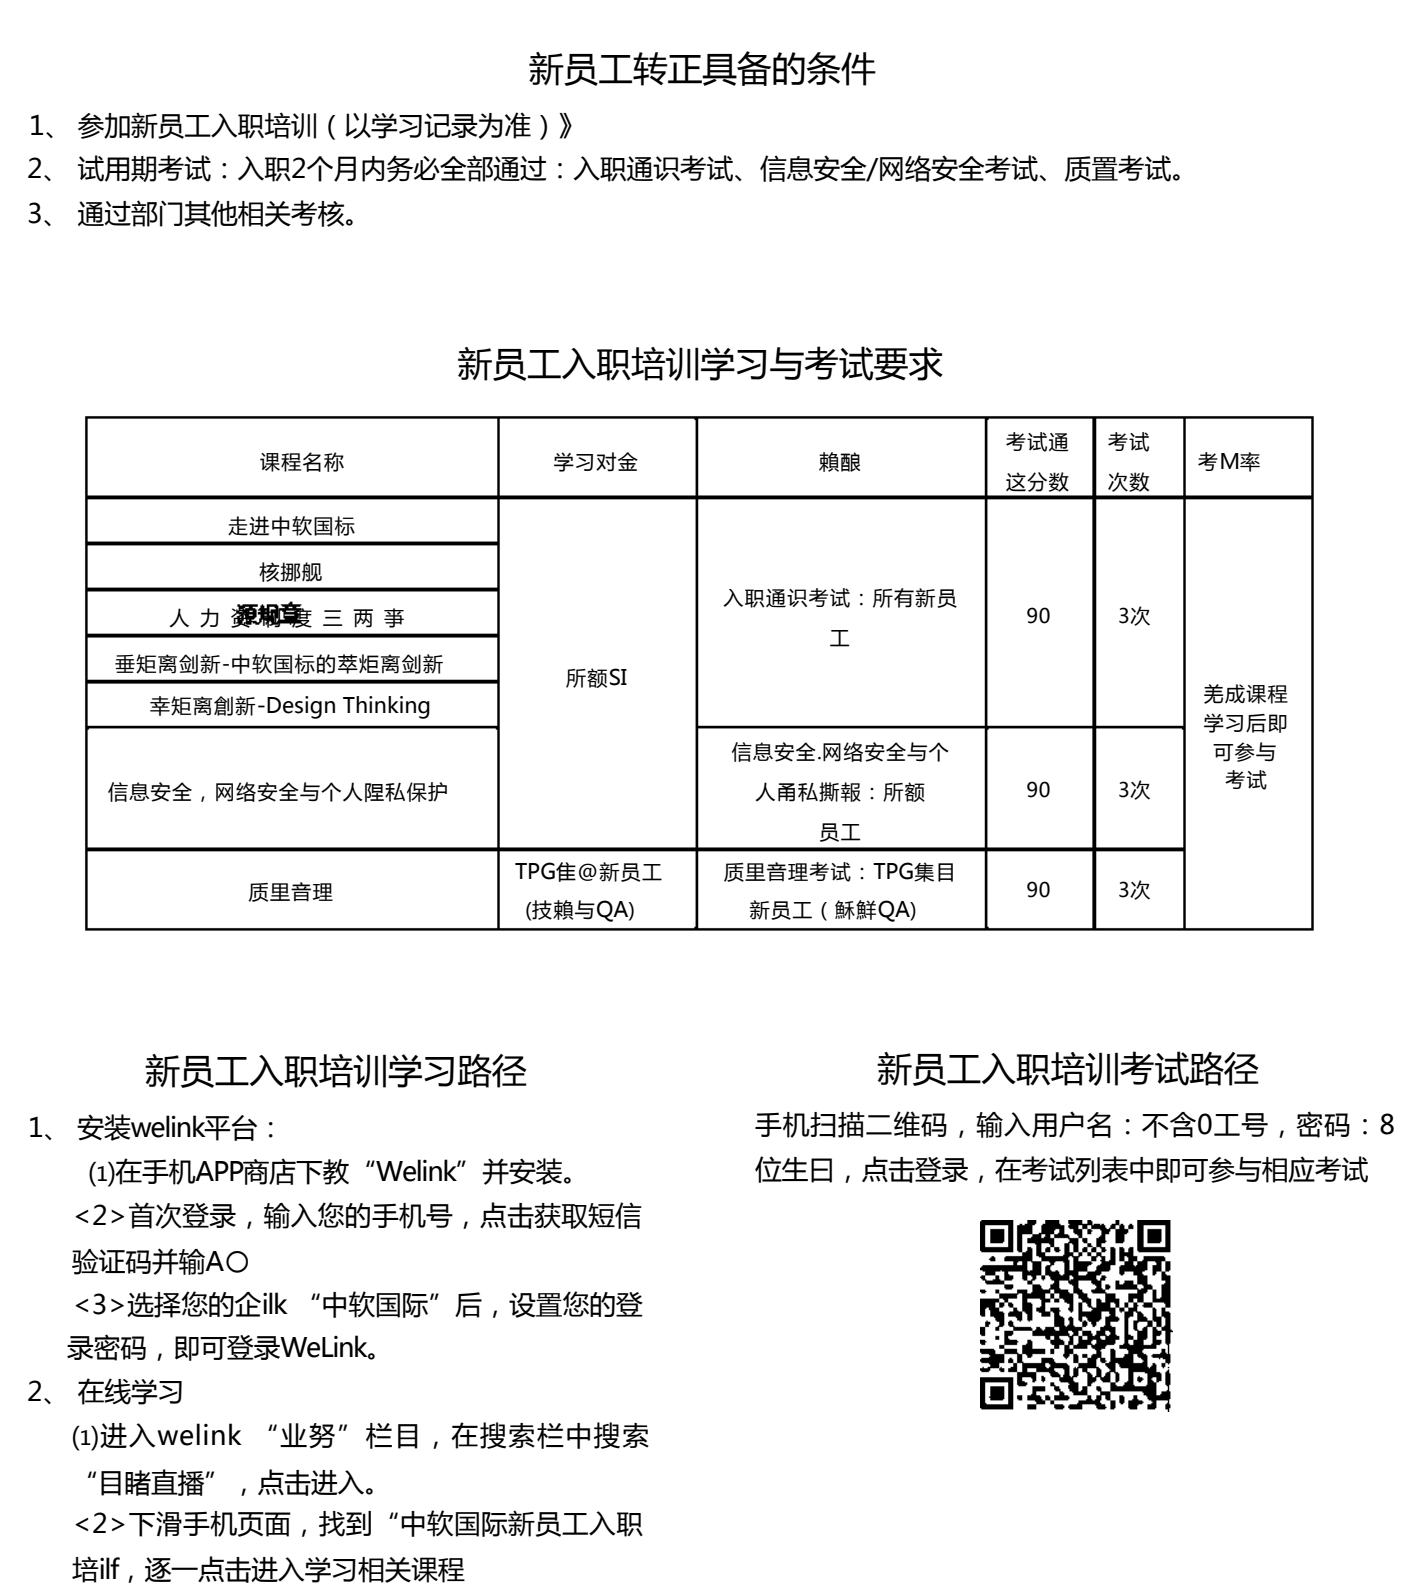 新员工转正具备的条件
1、 参加新员工入职培训（以学习记录为准）》
2、 试用期考试：入职2个月内务必全部通过：入职通识考试、信息安全/网络安全考试、质置考试。
3、 通过部门其他相关考核。
新员工入职培训学习与考试要求
课程名称
学习对金
賴酿
考试通
这分数
考试
次数
考M率
走进中软国标
核挪舰
人 力 资 制 度 三 两 亊
垂矩离剑新-中软国标的萃炬离剑新
幸矩离創新-Design Thinking
所额SI
入职通识考试：所有新员
工
90
3次
羌成课程
学习后即
可参与
考试
信息安全，网络安全与个人陧私保护
信息安全.网络安全与个
人甬私撕報：所额
员工
90
3次
质里音理
TPG隹@新员工
(技賴与QA)
质里音理考试：TPG集目
新员工（穌鮮QA)
90
3次
新员工入职培训学习路径
1、 安装welink平台：
⑴在手机APP商店下教“Welink”并安装。
<2>首次登录，输入您的手机号，点击获取短信
验证码并输A〇
<3>选择您的企ilk “中软国际”后，设置您的登
录密码，即可登录WeLink。
2、 在线学习
⑴进入welink “业努”栏目，在搜索栏中搜索
“目睹直播”，点击进入。
<2>下滑手机页面，找到“中软国际新员工入职
培ilf，逐一点击进入学习相关课程
新员工入职培训考试路径
手机扫描二维码，输入用户名：不含0工号，密码：8
位生曰，点击登录，在考试列表中即可参与相应考试